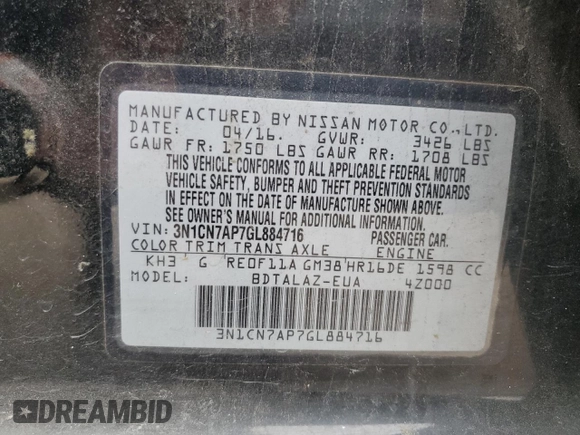 MANUFACTURED BY NISSAN MOTOR CO.,LTD.
DATE: 04/16. GVWR: 3426 LBS
GAWR FR: 1750 LBS GAWR RR: 1708 LBS
THIS VEHICLE CONFORMS TO ALL APPLICABLE FEDERAL MOTOR
VEHICLE SAFETY, BUMPER AND THEFT PREVENTION STANDARDS
IN EFFECT ON THE DATE OF MANUFACTURE SHOWN ABOVE.
SEE OWNER'S MANUAL FOR ADDITIONAL INFORMATION.
VIN: 3N1CN7AP7GL884716 PASSENGER CAR.
COLOR TRIM TRANS AXLE ENGINE
KH3 G RE0F11A GM38 HR16DE 1598 CC
MODEL: BDTALAZ-EUA 4Z000
3N1CN7AP7GL884716
DREAMBID